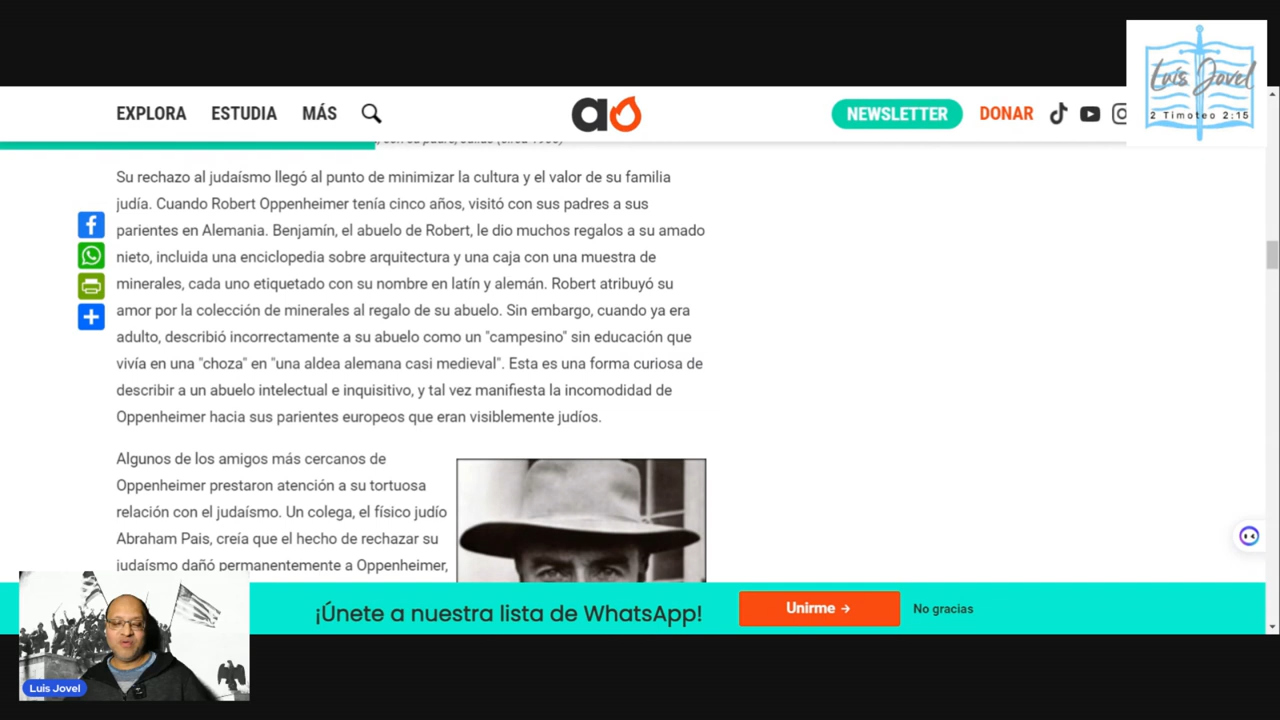 Luis Jovel
2 Timoteo 2:15
EXPLORA ESTUDIA MÁS
ao
NEWSLETTER DONAR
Su rechazo al judaísmo llegó al punto de minimizar la cultura y el valor de su familia
judía. Cuando Robert Oppenheimer tenía cinco años, visitó con sus padres a sus
parientes en Alemania. Benjamín, el abuelo de Robert, le dio muchos regalos a su amado
nieto, incluida una enciclopedia sobre arquitectura y una caja con una muestra de
minerales, cada uno etiquetado con su nombre en latín y alemán. Robert atribuyó su
amor por la colección de minerales al regalo de su abuelo. Sin embargo, cuando ya era
adulto, describió incorrectamente a su abuelo como un "campesino" sin educación que
vivía en una "choza" en "una aldea alemana casi medieval". Esta es una forma curiosa de
describir a un abuelo intelectual e inquisitivo, y tal vez manifiesta la incomodidad de
Oppenheimer hacia sus parientes europeos que eran visiblemente judíos.
Algunos de los amigos más cercanos de
Oppenheimer prestaron atención a su tortuosa
relación con el judaísmo. Un colega, el físico judío
Abraham Pais, creía que el hecho de rechazar su
judaísmo dañó permanentemente a Oppenheimer,
¡Únete a nuestra lista de WhatsApp!
Unirme →
No gracias
Luis Jovel